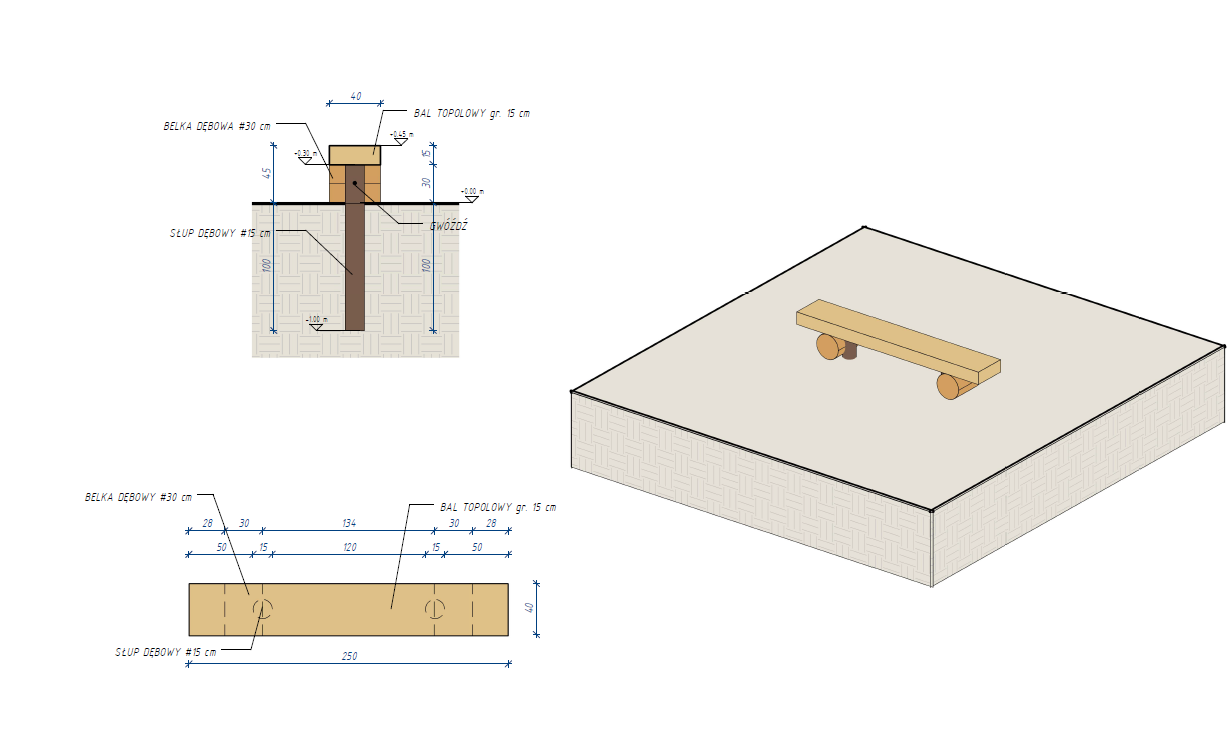 40
BAL TOPOLOWY gr. 15 cm
BELKA DĘBOWA #30 cm
+0.45 m
+0.30 m
15
45
30
+0.00 m
GWÓŹDŹ
SŁUP DĘBOWY #15 cm
100
100
-1.00 m
BELKA DĘBOWY #30 cm
BAL TOPOLOWY gr. 15 cm
28 30 134 30 28
50 15 120 15 50
40
SŁUP DĘBOWY #15 cm
250